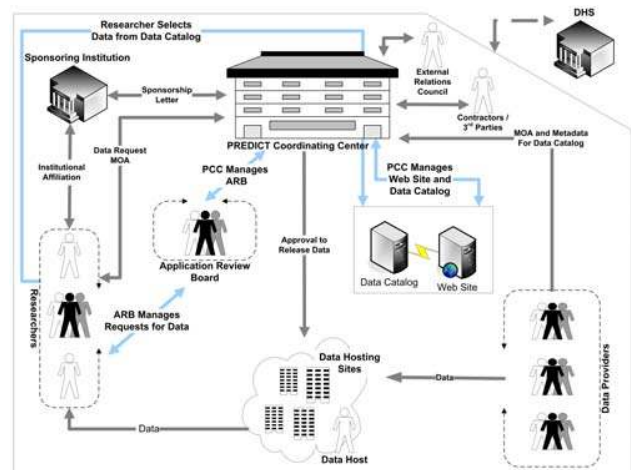 Researcher Selects
Data from Data Catalog
DHS
Sponsoring Institution
External
Relations
Council
Sponsorship
Letter
Contractors /
3rd Parties
PREDICT Coordinating Center
MOA and Metadata
For Data Catalog
Data Request
MOA
Institutional
Affiliation
PCC Manages
ARB
PCC Manages
Web Site and
Data Catalog
Application Review
Board
Approval to
Release Data
Data Catalog
Web Site
Researchers
ARB Manages
Requests for Data
Data Hosting
Sites
Data
Data Providers
Data
Data Host